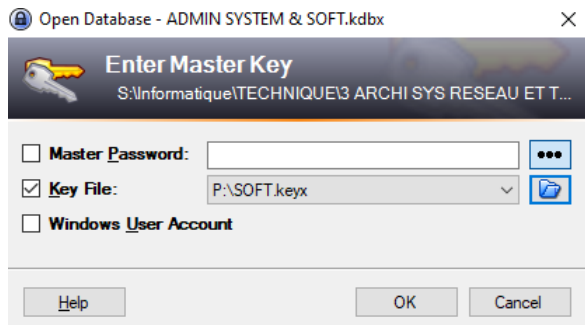 Open Database - ADMIN SYSTEM & SOFT.kdbx
Enter Master Key
S:\Informatique\TECHNIQUE\3 ARCHI SYS RESEAU ET T...
Master Password:
Key File: P:\SOFT.keyx
Windows User Account
Help OK Cancel